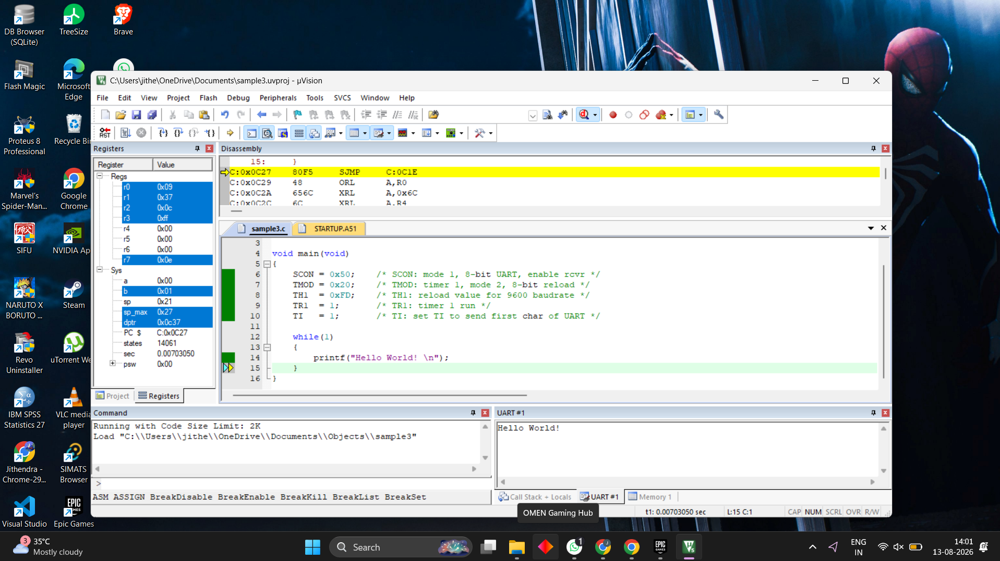 DB Browser
(SQLite)
TreeSize
Brave
Flash Magic
Microsoft
Edge
Proteus 8
Professional
Recycle Bi
Marvel's
Spider-Man...
Google
Chrome
SIFU
NVIDIA Ap
NARUTO X
BORUTO ...
Steam
Revo
Uninstaller
uTorrent We
IBM SPSS
Statistics 27
VLC media
player
Jithendra -
Chrome-29...
SIMATS
Browser
Visual Studio
Epic Games
C:\Users\jithe\OneDrive\Documents\sample3.uvproj - µVision
File Edit View Project Flash Debug Peripherals Tools SVCS Window Help
RST
Registers
Register Value
Regs
r0 0x09
r1 0x37
r2 0x0c
r3 0xff
r4 0x00
r5 0x00
r6 0x00
r7 0x0e
Sys
a 0x00
b 0x01
sp 0x21
sp_max 0x27
dptr 0x0c37
PC $ C:0x0C27
states 14061
sec 0.00703050
psw 0x00
Project Registers
Disassembly
15: }
C:0x0C27 80F5 SJMP C:0C1E
C:0x0C29 48 ORL A,R0
C:0x0C2A 656C XRL A,0x6C
C:0x0C2C 6C XRL A,R4
sample3.c STARTUP.A51
3
4 void main(void)
5 {
6 SCON = 0x50; /* SCON: mode 1, 8-bit UART, enable rcvr */
7 TMOD = 0x20; /* TMOD: timer 1, mode 2, 8-bit reload */
8 TH1 = 0xFD; /* TH1: reload value for 9600 baudrate */
9 TR1 = 1; /* TR1: timer 1 run */
10 TI = 1; /* TI: set TI to send first char of UART */
11
12 while(1)
13 {
14 printf("Hello World! \n");
15 }
16 }
Command
Running with Code Size Limit: 2K
Load "C:\\Users\\jithe\\OneDrive\\Documents\\Objects\\sample3"
>
ASM ASSIGN BreakDisable BreakEnable BreakKill BreakList BreakSet
UART #1
Hello World!
Call Stack + Locals UART #1 Memory 1
OMEN Gaming Hub
t1: 0.00703050 sec L:15 C:1 CAP NUM SCRL OVR R/W
3
35°C
Mostly cloudy
Search
1
J
EPIC
GAMES
ENG
IN
14:01
13-08-2026